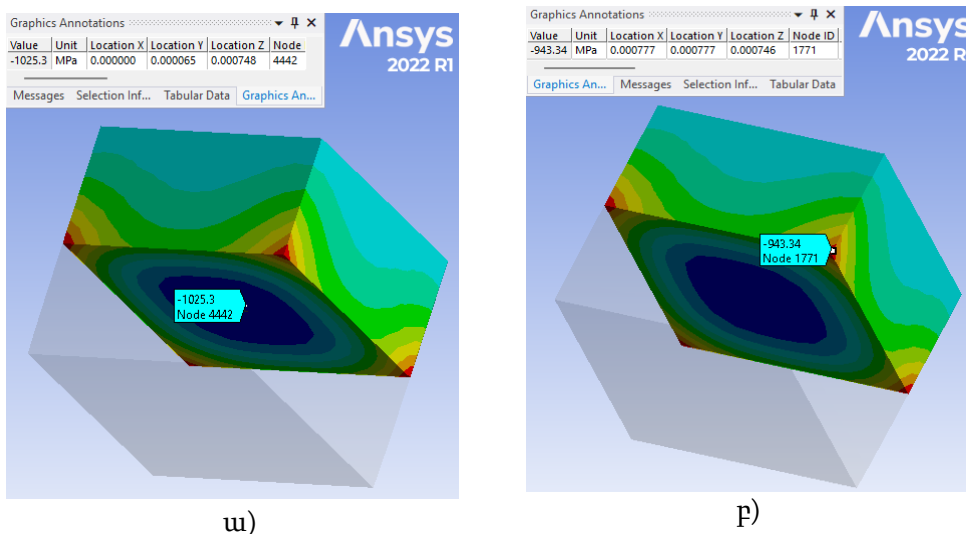 Graphics Annotations
Value Unit Location X Location Y Location Z Node
-1025.3 MPa 0.000000 0.000065 0.000748 4442
Messages Selection Inf... Tabular Data Graphics An...
Ansys
2022 R1
-1025.3
Node 4442
ա)
Graphics Annotations
Value Unit Location X Location Y Location Z Node ID
-943.34 MPa 0.000777 0.000777 0.000746 1771
Graphics An... Messages Selection Inf... Tabular Data
Ansys
2022 R
-943.34
Node 1771
բ)